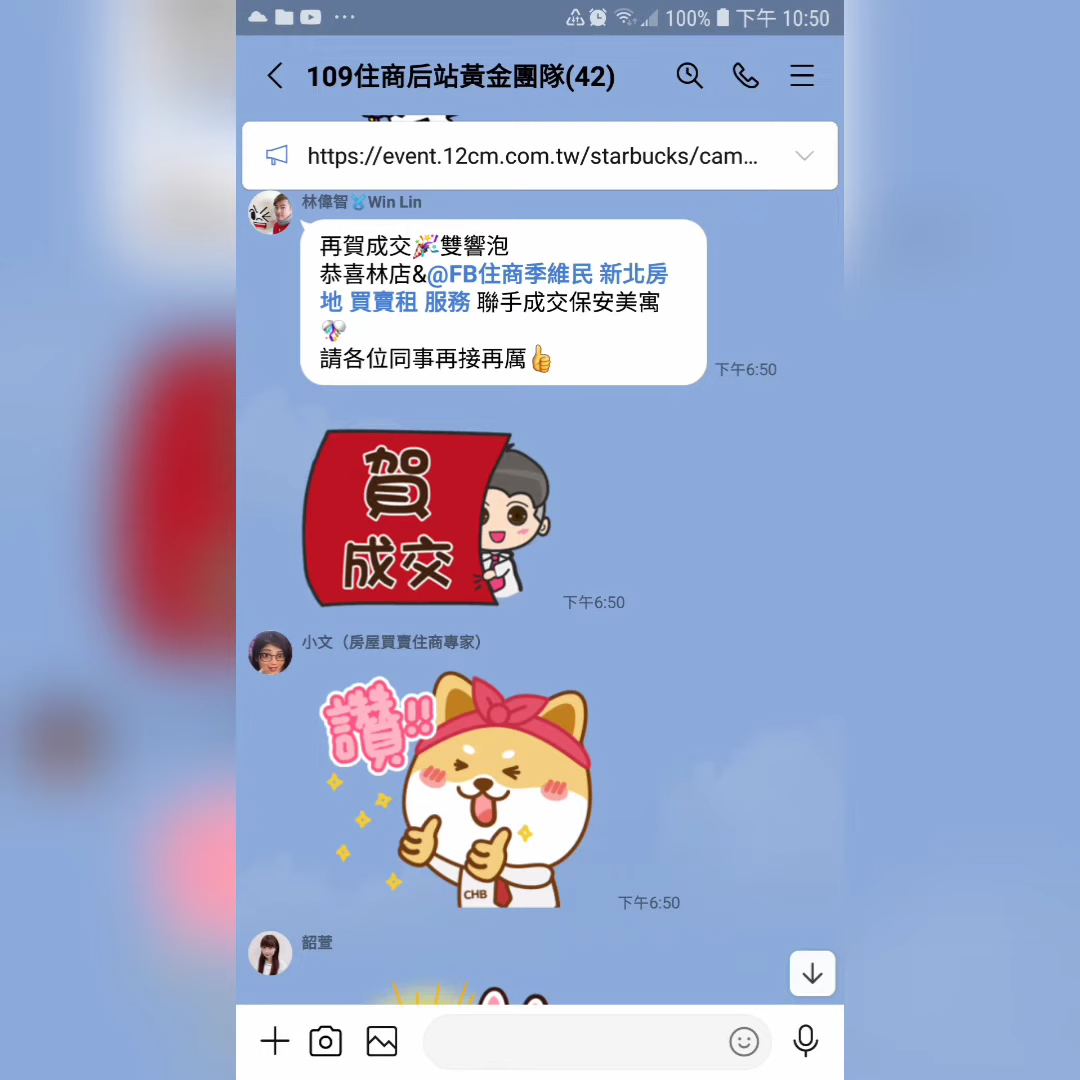 100% 下午 10:50
109住商后站黃金團隊(42)
https://event.12cm.com.tw/starbucks/cam...
林偉智 Win Lin
再賀成交🎉雙響泡
恭喜林店&@FB住商季維民 新北房
地 買賣租 服務 聯手成交保安美寓
🎊
請各位同事再接再厲👍
下午6:50
賀
成交
下午6:50
小文（房屋買賣住商專家）
讚!!
CHB
下午6:50
韶萱